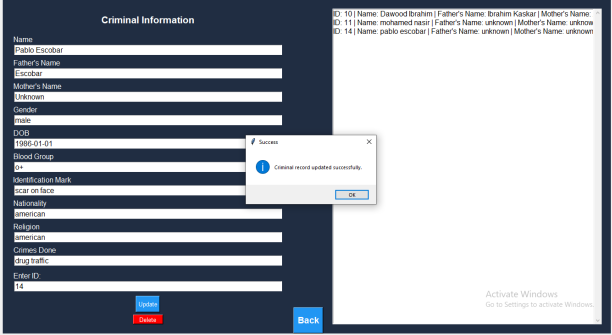 Criminal Information
Name
Pablo Escobar
Father's Name
Escobar
Mother's Name
Unknown
Gender
male
DOB
1986-01-01
Blood Group
o+
Identification Mark
scar on face
Nationality
american
Religion
american
Crimes Done
drug traffic
Enter ID:
14
Update
Delete
Back
ID: 10 | Name: Dawood Ibrahim | Father's Name: Ibrahim Kaskar | Mother's Name:
ID: 11 | Name: mohamed nasir | Father's Name: unknown | Mother's Name: unknow
ID: 14 | Name: pablo escobar | Father's Name: unknown | Mother's Name: unknown
Success
Criminal record updated successfully.
OK
Activate Windows
Go to Settings to activate Windows.